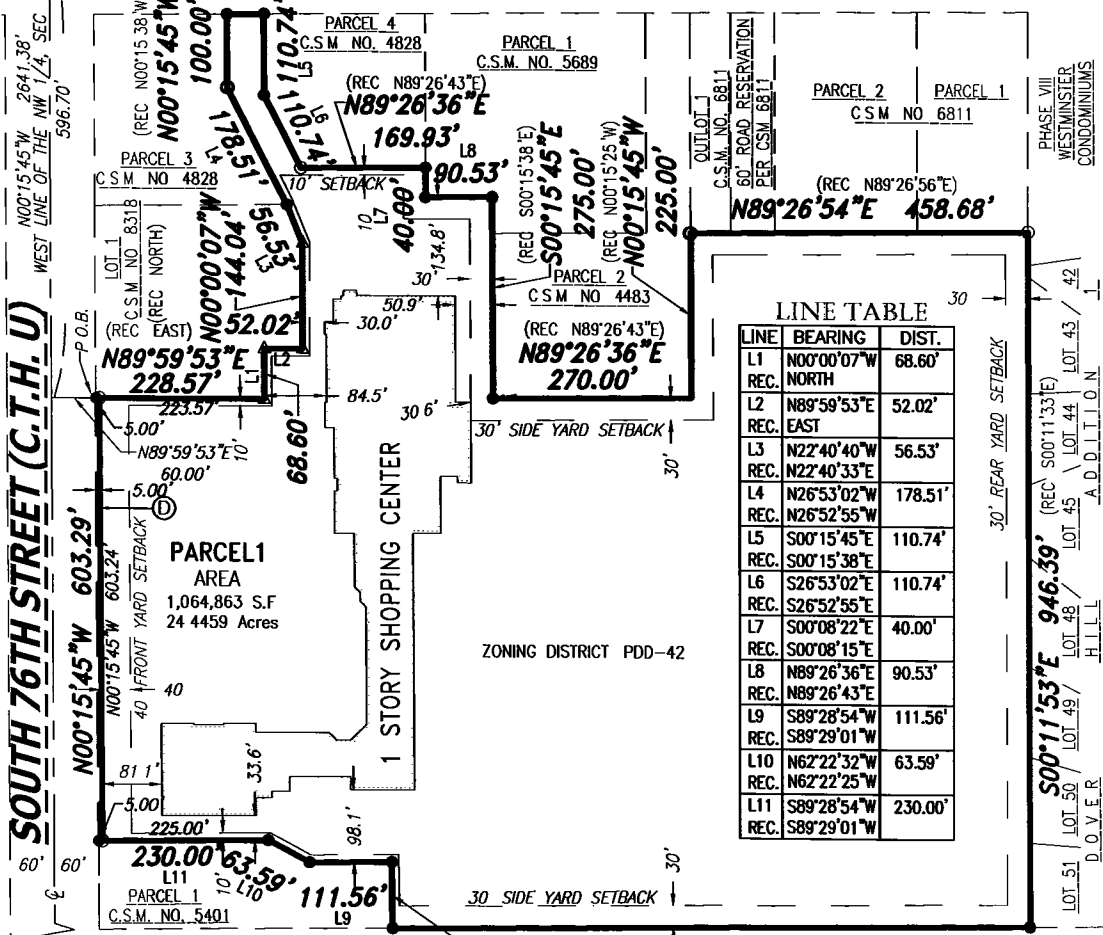 N00°15'45"W 2641.38'
WEST LINE OF THE NW 1/4, SEC
596.70'
(REC N00°15 38 W)
N00°15'45"W
100.00'
110.74'
L5
PARCEL 4
C.S M NO. 4828
PARCEL 1
C.S.M. NO. 5689
OUTLOT 1
C.S.M. NO. 6811
60' ROAD RESERVATION
PER CSM 6811
PARCEL 2
PARCEL 1
C S M NO 6811
PHASE VIII
WESTMINSTER
CONDOMINIUMS
(REC N89°26'43"E)
N89°26'36"E
169.93'
L6
110.74'
178.51'
L4
L8
90.53'
PARCEL 3
C S M NO 4828
10' SETBACK
(REC S00°15'38"E)
S00°15'45"E
275.00'
(REC N00°15'25"W)
N00°15'45"W
225.00'
(REC N89°26'56"E)
N89°26'54"E 458.68'
LOT 1
C.S M NO 8318
(REC NORTH)
N00°00'07"W
144.04'
56.53'
L3
10
L7
40.00'
134.8'
30'
PARCEL 2
C S M NO 4483
50.9'
30.0'
(REC EAST)
N89°59'53"E
228.57'
52.02'
L2
L1
(REC N89°26'43"E)
N89°26'36"E
270.00'
P.O.B.
223.57'
5.00'
N89°59'53"E
60.00'
10'
68.60'
84.5'
30 6'
30' SIDE YARD SETBACK
30'
5.00'
D
SOUTH 76TH STREET (C.T.H. U)
N00°15'45"W 603.29'
N00°15'45"W 603.24'
40 FRONT YARD SETBACK
40
PARCEL1
AREA
1,064,863 S.F
24 4459 Acres
1 STORY SHOPPING CENTER
ZONING DISTRICT PDD-42
LINE TABLE
LINE BEARING DIST.
L1 N00°00'07"W 68.60'
REC. NORTH
L2 N89°59'53"E 52.02'
REC. EAST
L3 N22°40'40"W 56.53'
REC. N22°40'33"E
L4 N26°53'02"W 178.51'
REC. N26°52'55"W
L5 S00°15'45"E 110.74'
REC. S00°15'38"E
L6 S26°53'02"E 110.74'
REC. S26°52'55"E
L7 S00°08'22"E 40.00'
REC. S00°08'15"E
L8 N89°26'36"E 90.53'
REC. N89°26'43"E
L9 S89°28'54"W 111.56'
REC. S89°29'01"W
L10 N62°22'32"W 63.59'
REC. N62°22'25"W
L11 S89°28'54"W 230.00'
REC. S89°29'01"W
30
30' REAR YARD SETBACK
(REC S00°11'33"E)
S00°11'53"E 946.39'
42
LOT 43
LOT 44
LOT 45
LOT 48
LOT 49
LOT 50
LOT 51
DOVER HILL ADDITION 1
81 1'
33.6'
98.1'
5.00'
225.00'
230.00'
L11
63.59'
L10
10'
111.56'
L9
60' 60'
PARCEL 1
C.S.M. NO. 5401
30 SIDE YARD SETBACK
30'